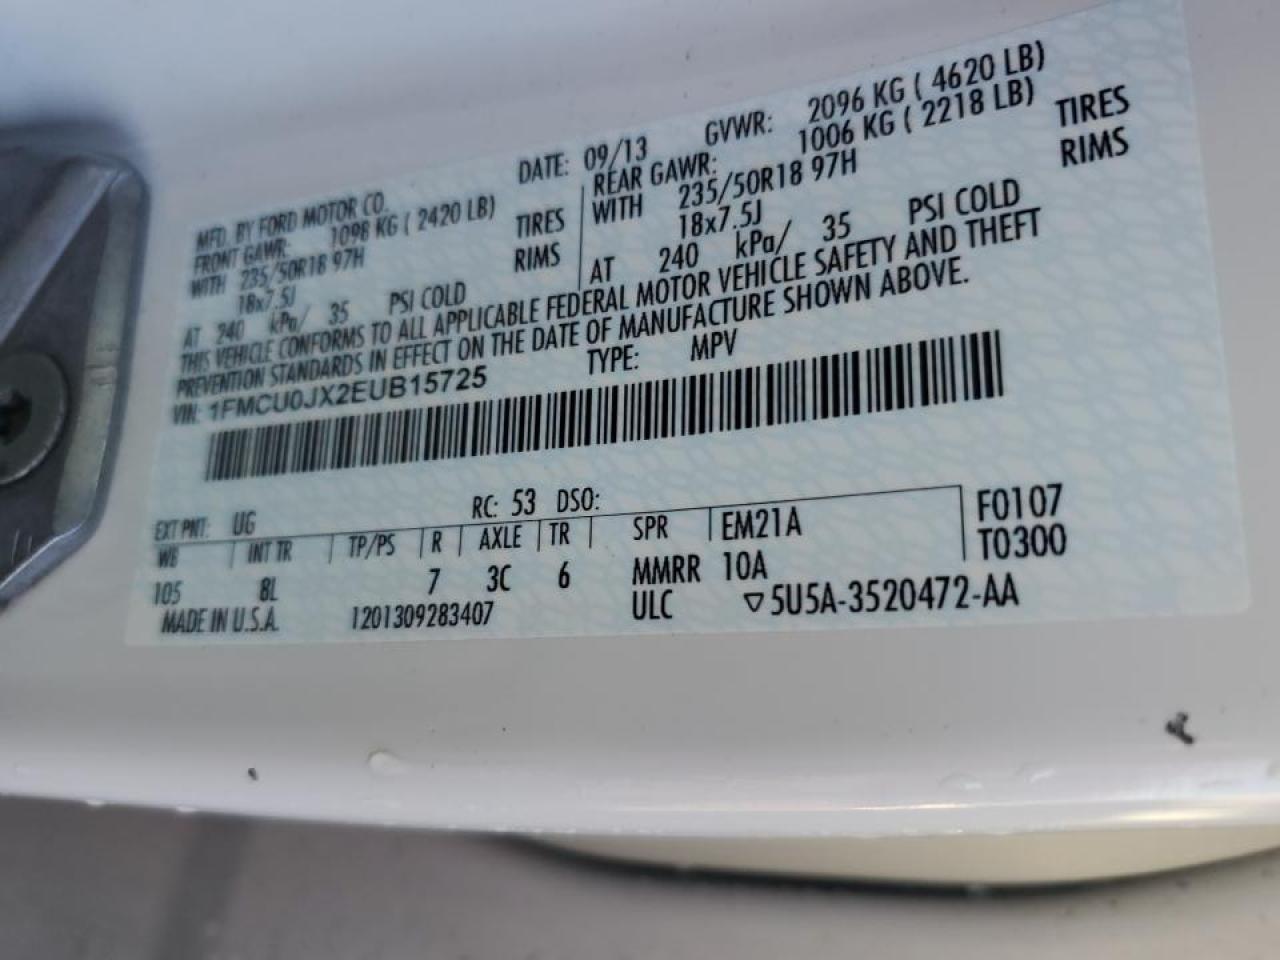 MFD. BY FORD MOTOR CO. DATE: 09/13 GVWR: 2096 KG ( 4620 LB)
FRONT GAWR: 1098 KG ( 2420 LB) REAR GAWR: 1006 KG ( 2218 LB)
WITH 235/50R18 97H TIRES WITH 235/50R18 97H TIRES
18x7.5J RIMS 18x7.5J RIMS
AT 240 kPa/ 35 PSI COLD AT 240 kPa/ 35 PSI COLD
THIS VEHICLE CONFORMS TO ALL APPLICABLE FEDERAL MOTOR VEHICLE SAFETY AND THEFT
PREVENTION STANDARDS IN EFFECT ON THE DATE OF MANUFACTURE SHOWN ABOVE.
VIN: 1FMCU0JX2EUB15725 TYPE: MPV
EXT PNT: UG RC: 53 DSO: F0107
WB INT TR TP/PS R AXLE TR SPR EM21A T0300
105 8L 7 3C 6 MMRR 10A
MADE IN U.S.A. 1201309283407 ULC ▽5U5A-3520472-AA